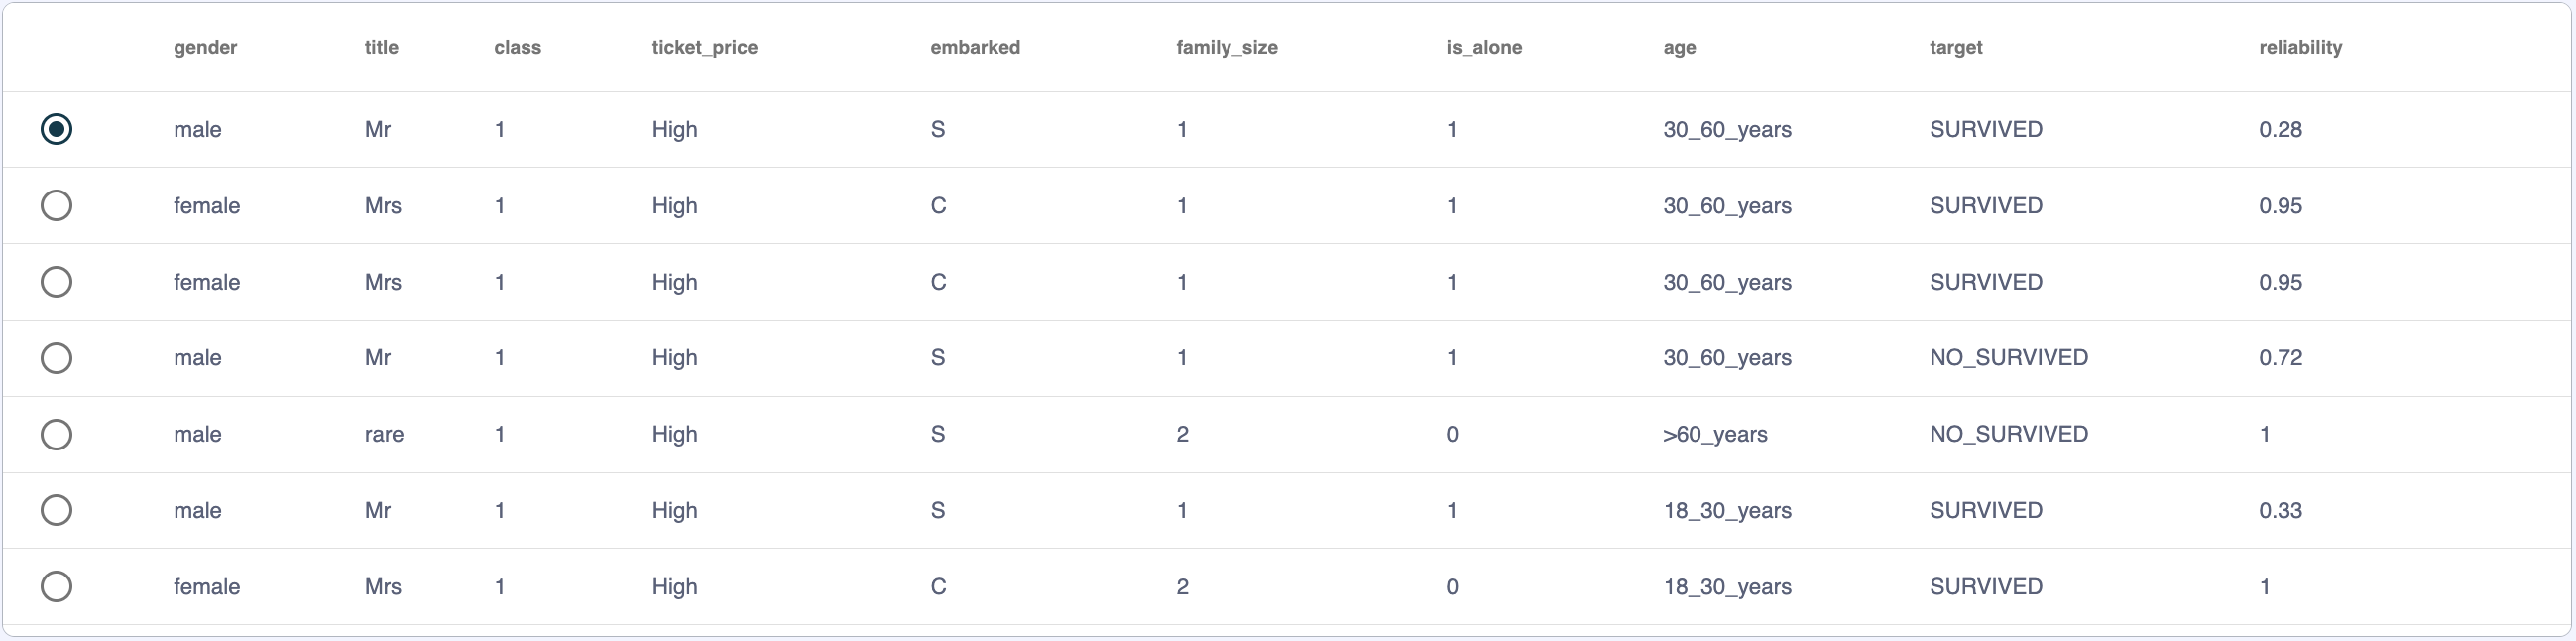 gender title class ticket_price embarked family_size is_alone age target reliability
male Mr 1 High S 1 1 30_60_years SURVIVED 0.28
female Mrs 1 High C 1 1 30_60_years SURVIVED 0.95
female Mrs 1 High C 1 1 30_60_years SURVIVED 0.95
male Mr 1 High S 1 1 30_60_years NO_SURVIVED 0.72
male rare 1 High S 2 0 >60_years NO_SURVIVED 1
male Mr 1 High S 1 1 18_30_years SURVIVED 0.33
female Mrs 1 High C 2 0 18_30_years SURVIVED 1